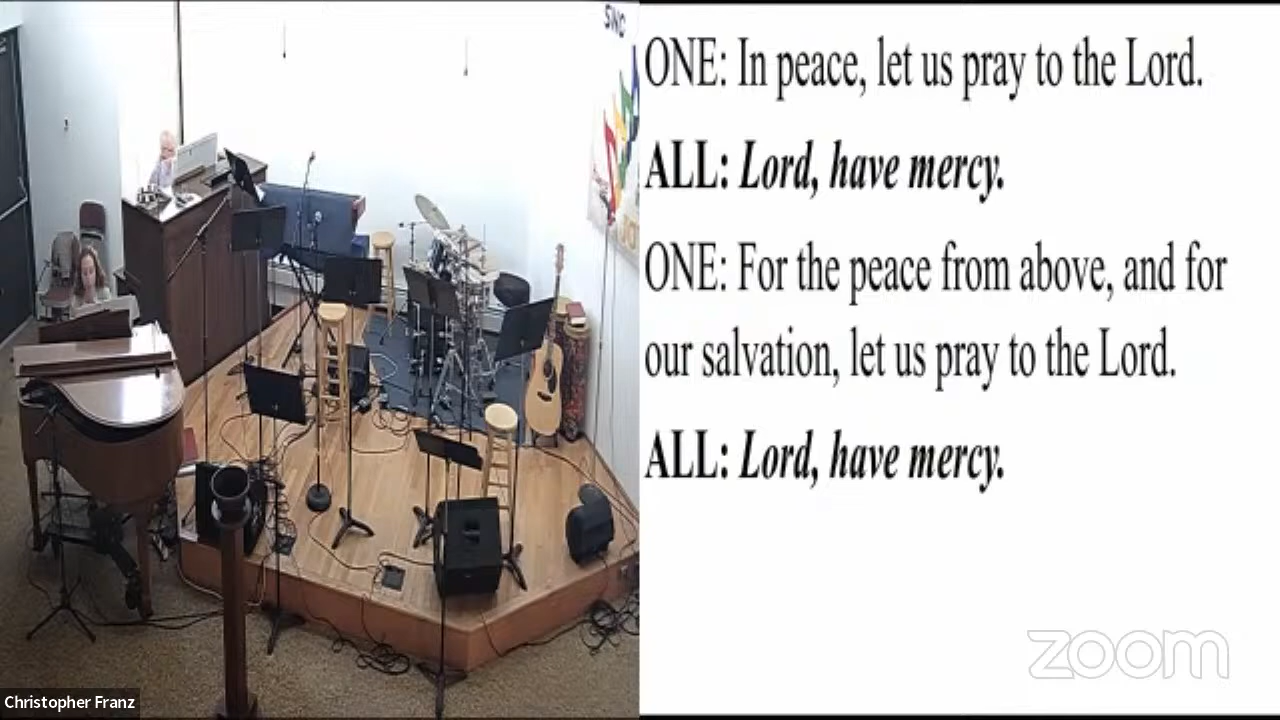 SWC
ONE: In peace, let us pray to the Lord.
ALL: Lord, have mercy.
ONE: For the peace from above, and for
our salvation, let us pray to the Lord.
ALL: Lord, have mercy.
zoom
Christopher Franz